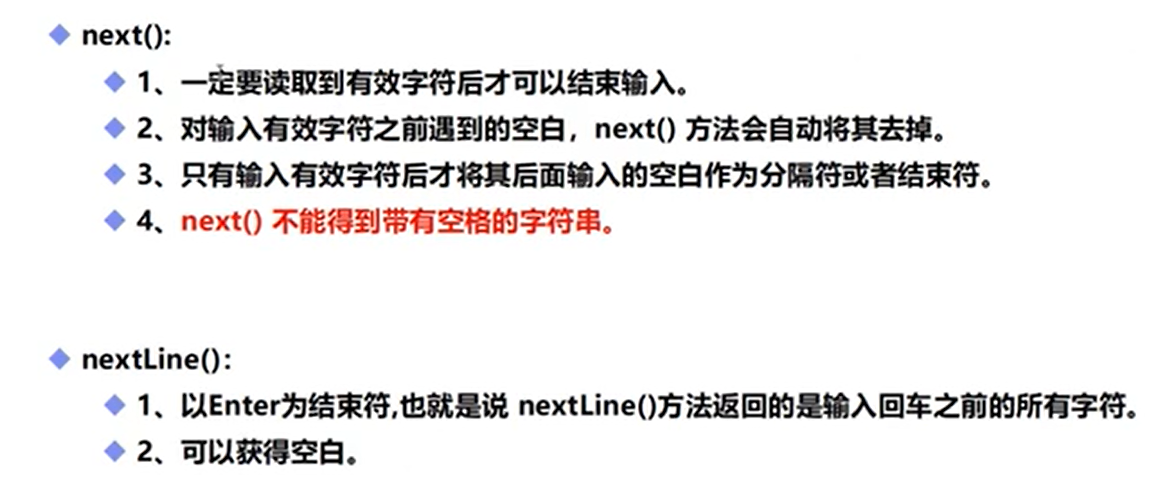 next():
1、一定要读取到有效字符后才可以结束输入。
2、对输入有效字符之前遇到的空白，next() 方法会自动将其去掉。
3、只有输入有效字符后才将其后面输入的空白作为分隔符或者结束符。
4、next() 不能得到带有空格的字符串。
nextLine()：
1、以Enter为结束符,也就是说 nextLine()方法返回的是输入回车之前的所有字符。
2、可以获得空白。